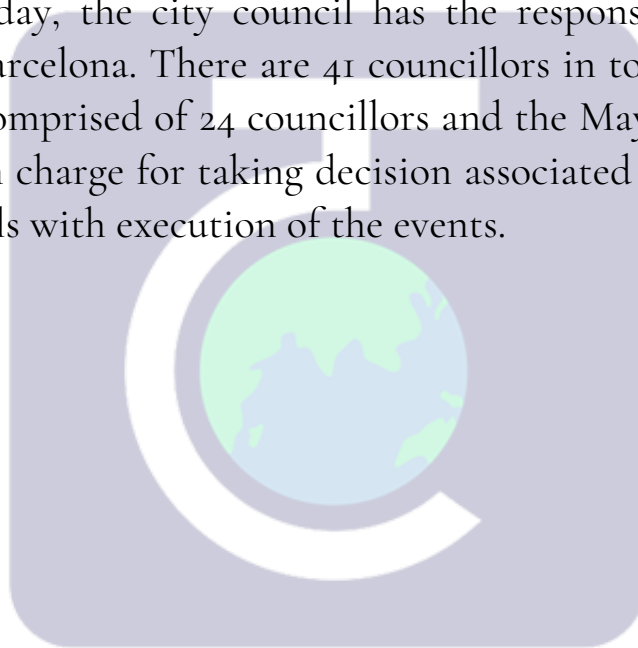 day, the city council has the respons
arcelona. There are 41 councillors in to
omprised of 24 councillors and the May
charge for taking decision associated
ls with execution of the events.